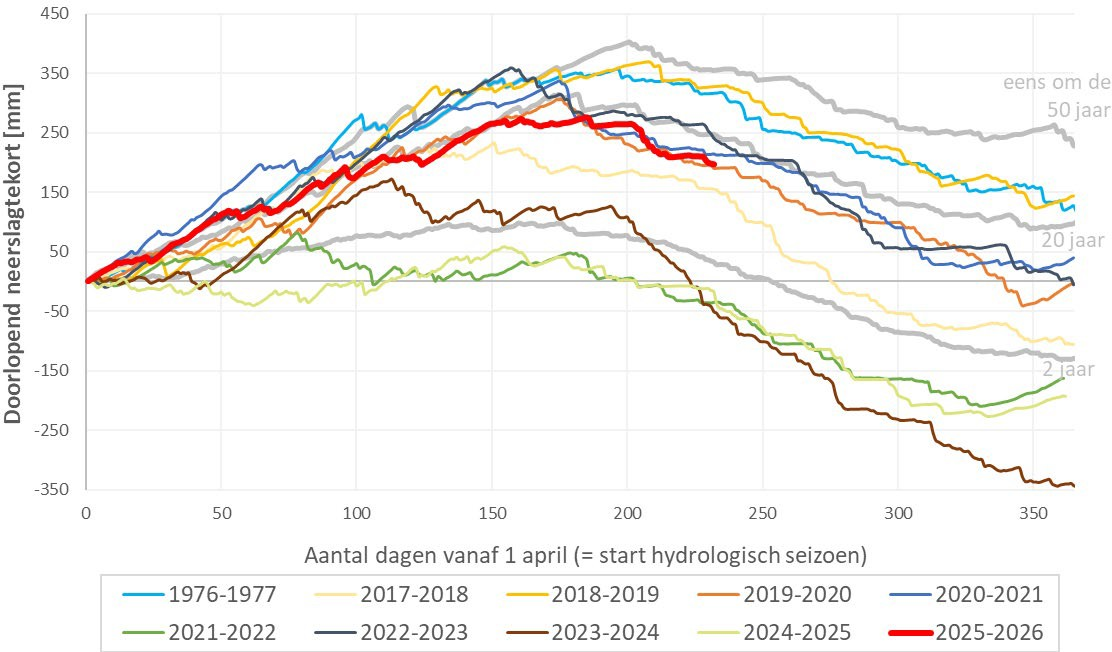 450
350
250
150
50
-50
-150
-250
-350
Doorlopend neerslagtekort [mm]
eens om de
50 jaar
20 jaar
2 jaar
0 50 100 150 200 250 300 350
Aantal dagen vanaf 1 april (= start hydrologisch seizoen)
1976-1977 2017-2018 2018-2019 2019-2020 2020-2021
2021-2022 2022-2023 2023-2024 2024-2025 2025-2026